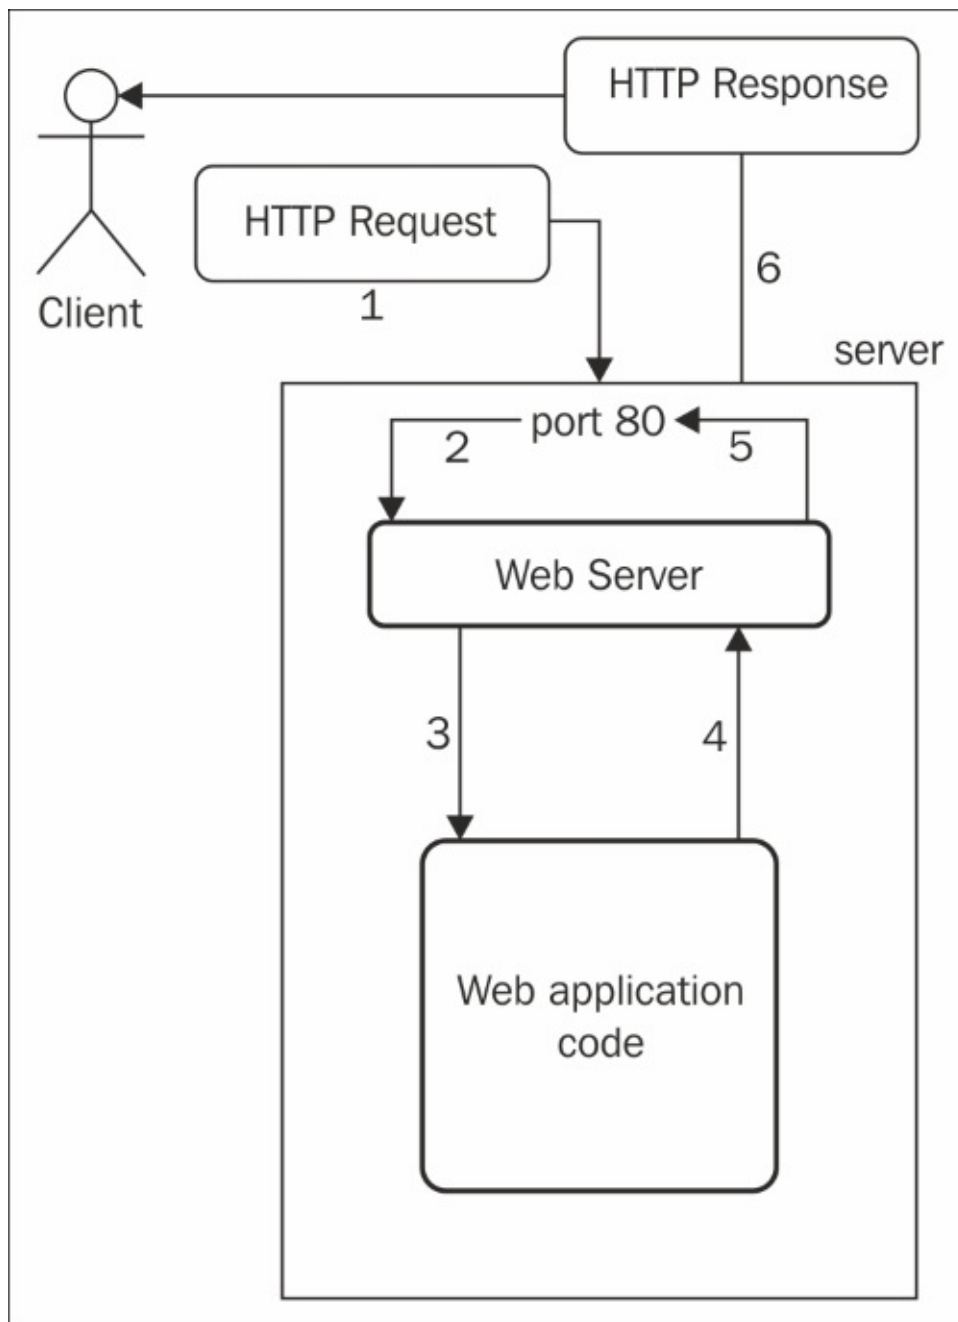 HTTP Response
HTTP Request
1
Client
6
server
port 80
2
5
Web Server
3
4
Web application
code